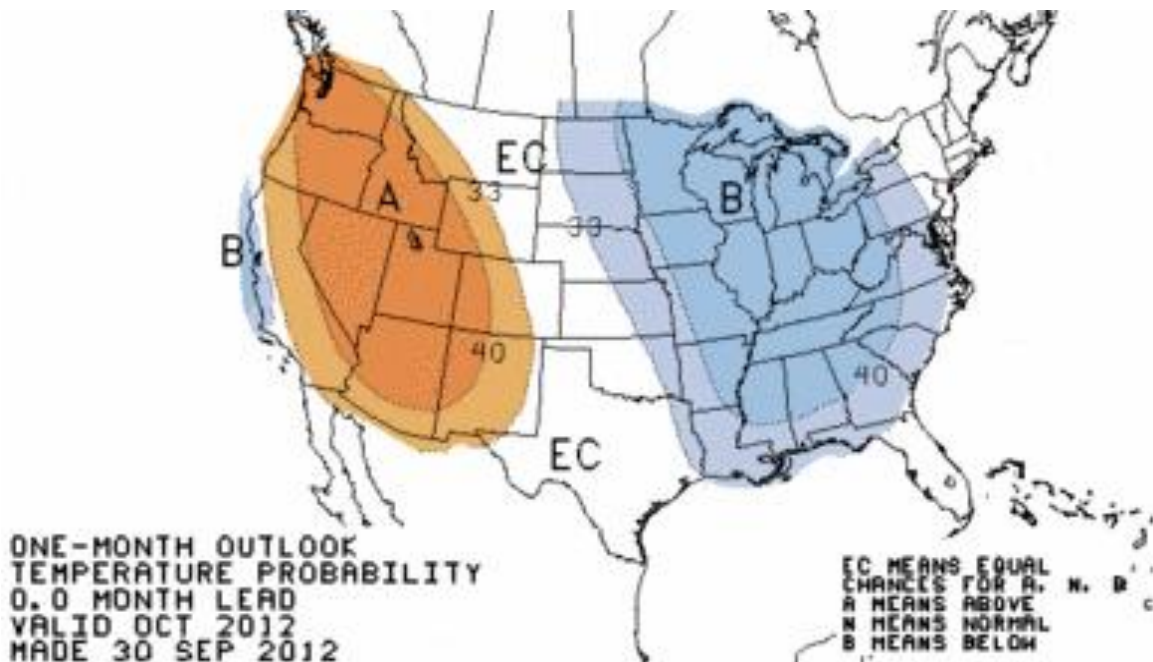 EC
33
A
B
33
B
40
40
EC
ONE-MONTH OUTLOOK
TEMPERATURE PROBABILITY
0.0 MONTH LEAD
VALID OCT 2012
MADE 30 SEP 2012
EC MEANS EQUAL
CHANCES FOR A, N, B
A MEANS ABOVE
N MEANS NORMAL
B MEANS BELOW